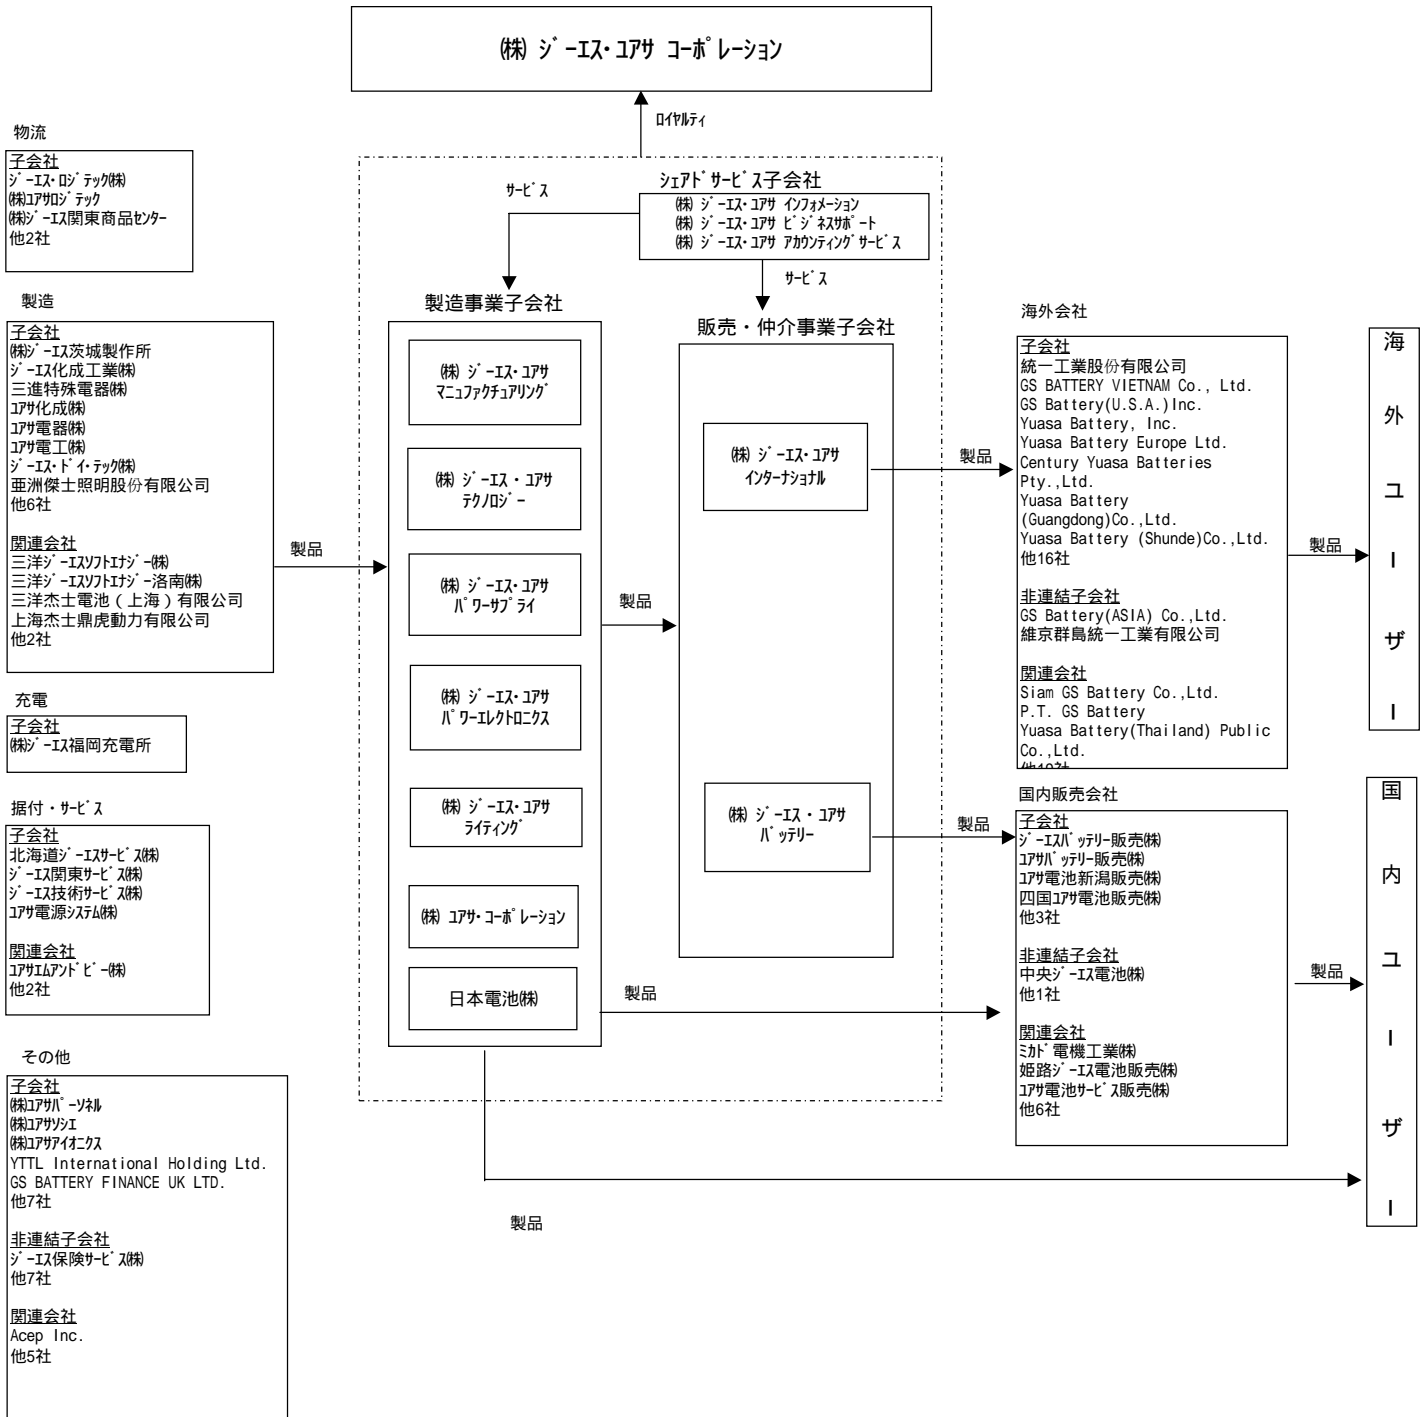 ㈱ ｼﾞｰｴｽ･ﾕｱｻ ｺｰﾎﾟﾚｰｼｮﾝ
ﾛｲﾔﾙﾃｨ
物流
子会社
ｼﾞｰｴｽ･ﾛｼﾞﾃｯｸ㈱
㈱ﾕｱｻﾛｼﾞﾃｯｸ
㈱ｼﾞｰｴｽ関東商品ｾﾝﾀｰ
他2社
製造
子会社
㈱ｼﾞｰｴｽ茨城製作所
ｼﾞｰｴｽ化成工業㈱
三進特殊電器㈱
ﾕｱｻ化成㈱
ﾕｱｻ電器㈱
ﾕｱｻ電工㈱
ｼﾞｰｴｽ･ﾄﾞｲ･ﾃｯｸ㈱
亜洲傑士照明股份有限公司
他6社
関連会社
三洋ｼﾞｰｴｽｿﾌﾄｴﾅｼﾞｰ㈱
三洋ｼﾞｰｴｽｿﾌﾄｴﾅｼﾞｰ洛南㈱
三洋杰士電池（上海）有限公司
上海杰士鼎虎動力有限公司
他2社
製品
充電
子会社
㈱ｼﾞｰｴｽ福岡充電所
据付・ｻｰﾋﾞｽ
子会社
北海道ｼﾞｰｴｽｻｰﾋﾞｽ㈱
ｼﾞｰｴｽ関東ｻｰﾋﾞｽ㈱
ｼﾞｰｴｽ技術ｻｰﾋﾞｽ㈱
ﾕｱｻ電源ｼｽﾃﾑ㈱
関連会社
ﾕｱｻｴﾑｱﾝﾄﾞﾋﾞｰ㈱
他2社
その他
子会社
㈱ﾕｱｻﾊﾟｰｿﾈﾙ
㈱ﾕｱｻｿｼｴ
㈱ﾕｱｻｱｲｵﾆｸｽ
YTTL International Holding Ltd.
GS BATTERY FINANCE UK LTD.
他7社
非連結子会社
ｼﾞｰｴｽ保険ｻｰﾋﾞｽ㈱
他7社
関連会社
Acep Inc.
他5社
ｼｪｱﾄﾞｻｰﾋﾞｽ子会社
㈱ ｼﾞｰｴｽ･ﾕｱｻ ｲﾝﾌｫﾒｰｼｮﾝ
㈱ ｼﾞｰｴｽ･ﾕｱｻ ﾋﾞｼﾞﾈｽｻﾎﾟｰﾄ
㈱ ｼﾞｰｴｽ･ﾕｱｻ ｱｶｳﾝﾃｨﾝｸﾞｻｰﾋﾞｽ
ｻｰﾋﾞｽ
ｻｰﾋﾞｽ
製造事業子会社
㈱ ｼﾞｰｴｽ･ﾕｱｻ
ﾏﾆｭﾌｧｸﾁｭｱﾘﾝｸﾞ
㈱ ｼﾞｰｴｽ・ﾕｱｻ
ﾃｸﾉﾛｼﾞｰ
㈱ ｼﾞｰｴｽ･ﾕｱｻ
ﾊﾟﾜｰｻﾌﾟﾗｲ
㈱ ｼﾞｰｴｽ･ﾕｱｻ
ﾊﾟﾜｰｴﾚｸﾄﾛﾆｸｽ
㈱ ｼﾞｰｴｽ･ﾕｱｻ
ﾗｲﾃｨﾝｸﾞ
㈱ ﾕｱｻ･ｺｰﾎﾟﾚｰｼｮﾝ
日本電池㈱
製品
製品
製品
販売・仲介事業子会社
㈱ ｼﾞｰｴｽ･ﾕｱｻ
ｲﾝﾀｰﾅｼｮﾅﾙ
㈱ ｼﾞｰｴｽ・ﾕｱｻ
ﾊﾞｯﾃﾘｰ
製品
製品
海外会社
子会社
統一工業股份有限公司
GS BATTERY VIETNAM Co., Ltd.
GS Battery(U.S.A.)Inc.
Yuasa Battery, Inc.
Yuasa Battery Europe Ltd.
Century Yuasa Batteries
Pty.,Ltd.
Yuasa Battery
(Guangdong)Co.,Ltd.
Yuasa Battery (Shunde)Co.,Ltd.
他16社
非連結子会社
GS Battery(ASIA) Co.,Ltd.
維京群島統一工業有限公司
関連会社
Siam GS Battery Co.,Ltd.
P.T. GS Battery
Yuasa Battery(Thailand) Public
Co.,Ltd.
製品
海外ユーザー
国内販売会社
子会社
ｼﾞｰｴｽﾊﾞｯﾃﾘｰ販売㈱
ﾕｱｻﾊﾞｯﾃﾘｰ販売㈱
ﾕｱｻ電池新潟販売㈱
四国ﾕｱｻ電池販売㈱
他3社
非連結子会社
中央ｼﾞｰｴｽ電池㈱
他1社
関連会社
ﾐｶﾄﾞ電機工業㈱
姫路ｼﾞｰｴｽ電池販売㈱
ﾕｱｻ電池ｻｰﾋﾞｽ販売㈱
他6社
製品
国内ユーザー